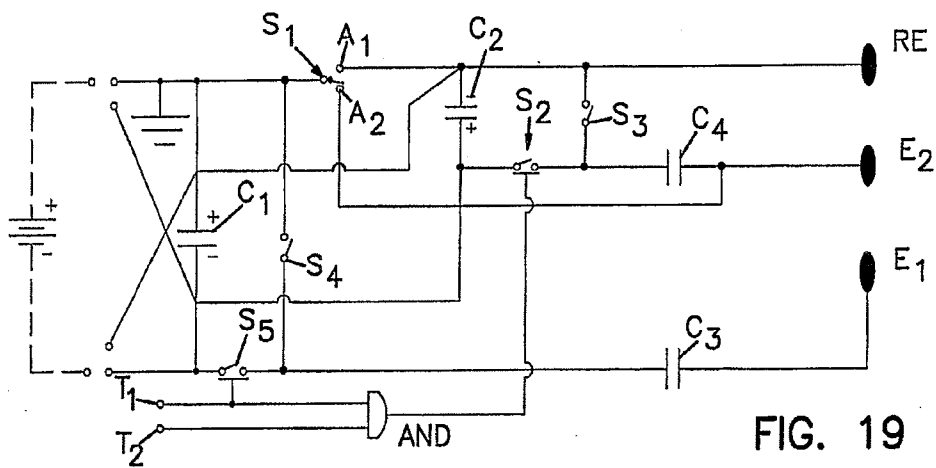 S1
A1
C2
RE
A2
S2
S3
C4
E2
+
-
C1
+
-
-
+
S4
E1
S5
C3
T1
T2
AND
FIG. 19